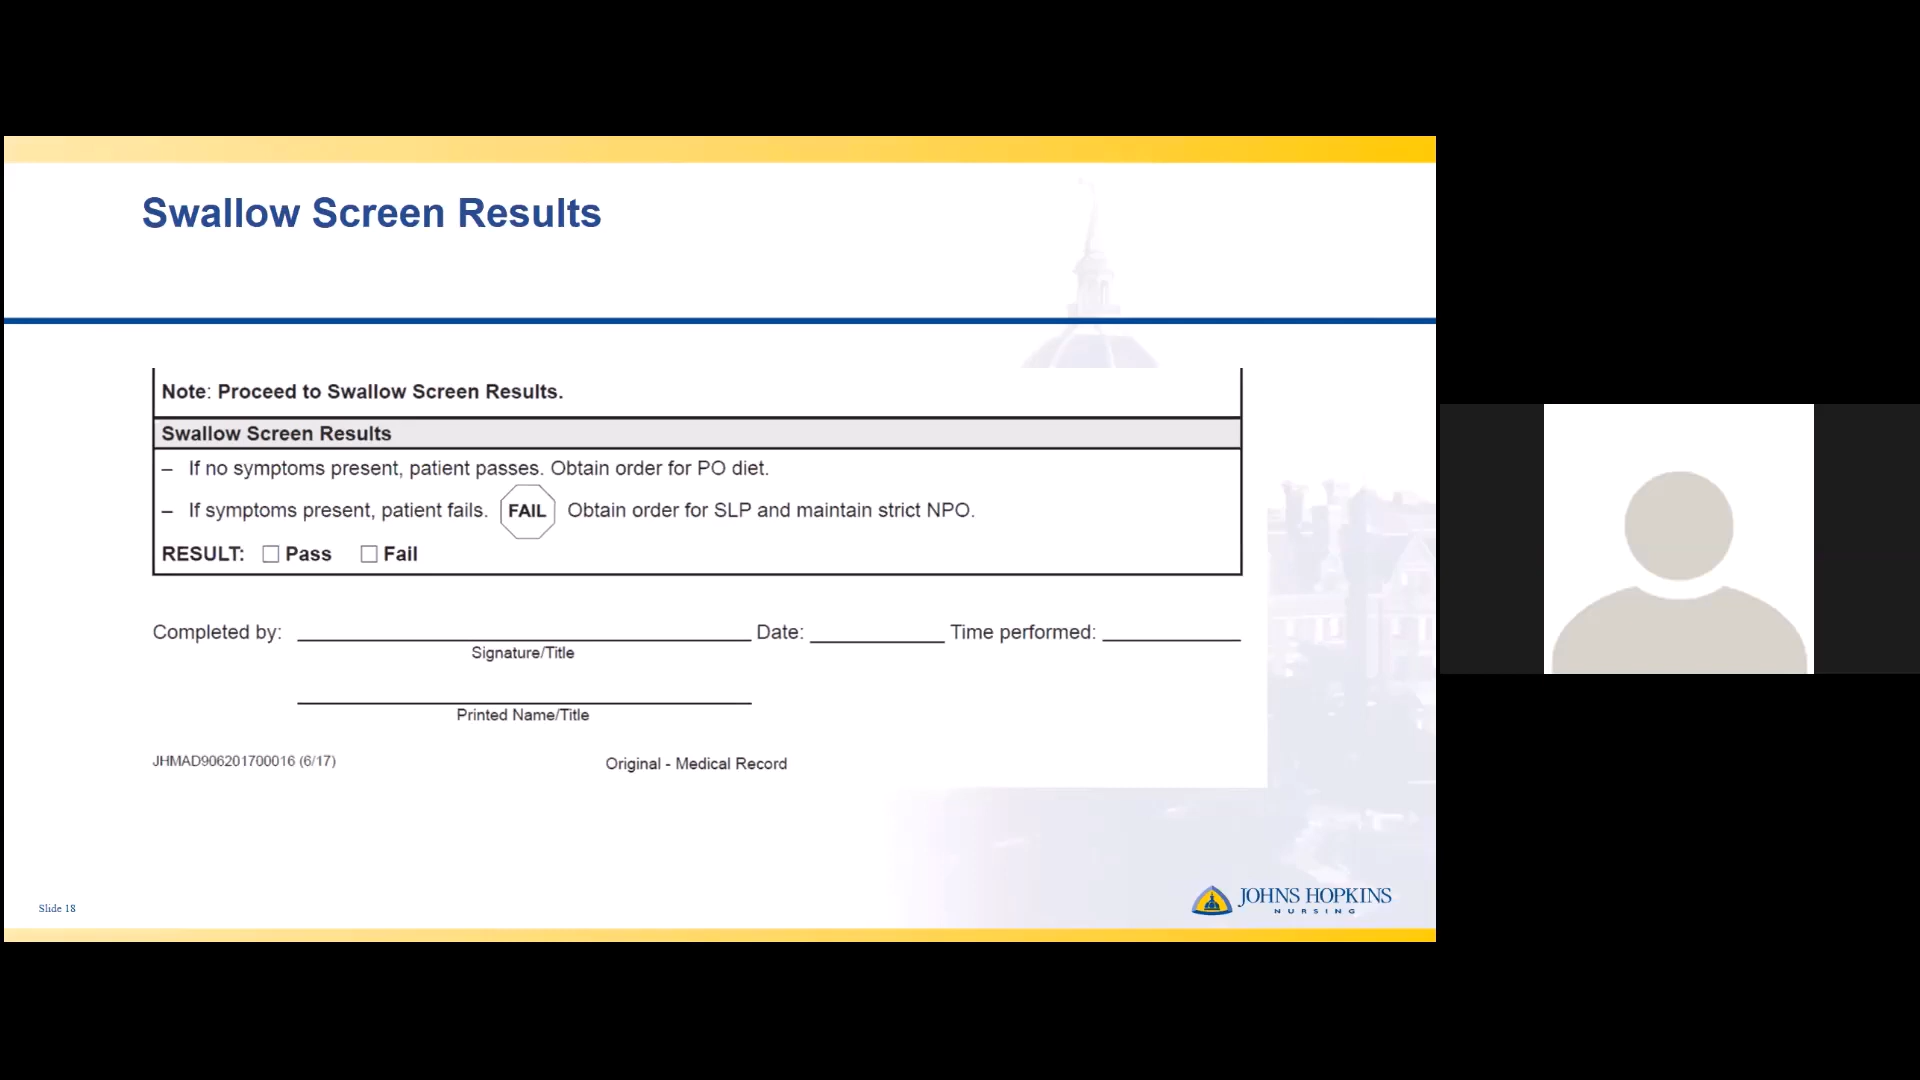 Swallow Screen Results
Note: Proceed to Swallow Screen Results.
Swallow Screen Results
– If no symptoms present, patient passes. Obtain order for PO diet.
– If symptoms present, patient fails. FAIL Obtain order for SLP and maintain strict NPO.
RESULT: ☐ Pass ☐ Fail
Completed by: ____ Date: ____ Time performed: ____
Signature/Title
Printed Name/Title
JHMAD906201700016 (6/17) Original - Medical Record
Slide 18
JOHNS HOPKINS
NURSING